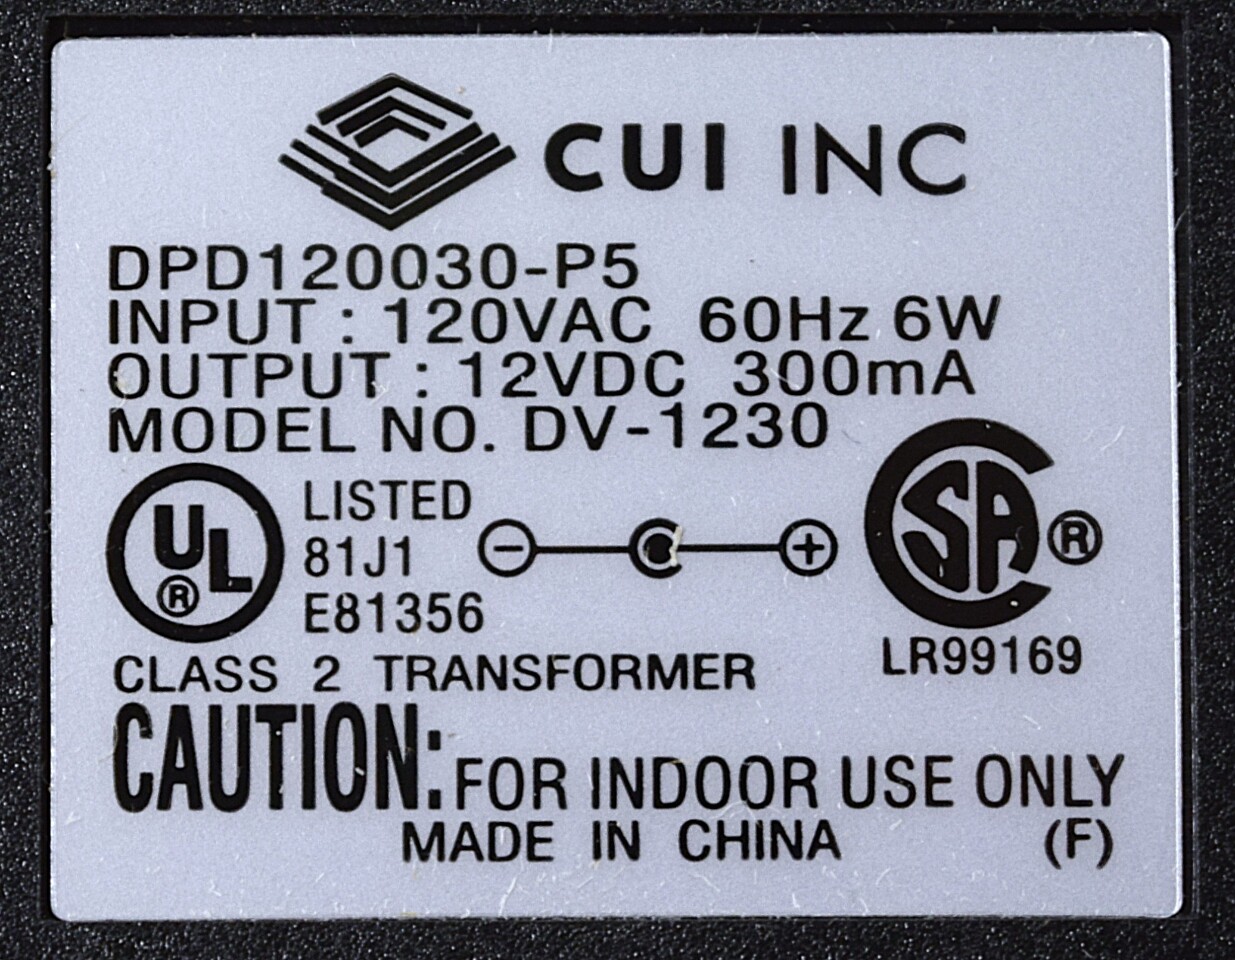 CUI INC
DPD120030-P5
INPUT : 120VAC 60Hz 6W
OUTPUT : 12VDC 300mA
MODEL NO. DV-1230
UL ®
LISTED
81J1
E81356
− +
SA ®
LR99169
CLASS 2 TRANSFORMER
CAUTION: FOR INDOOR USE ONLY
MADE IN CHINA (F)